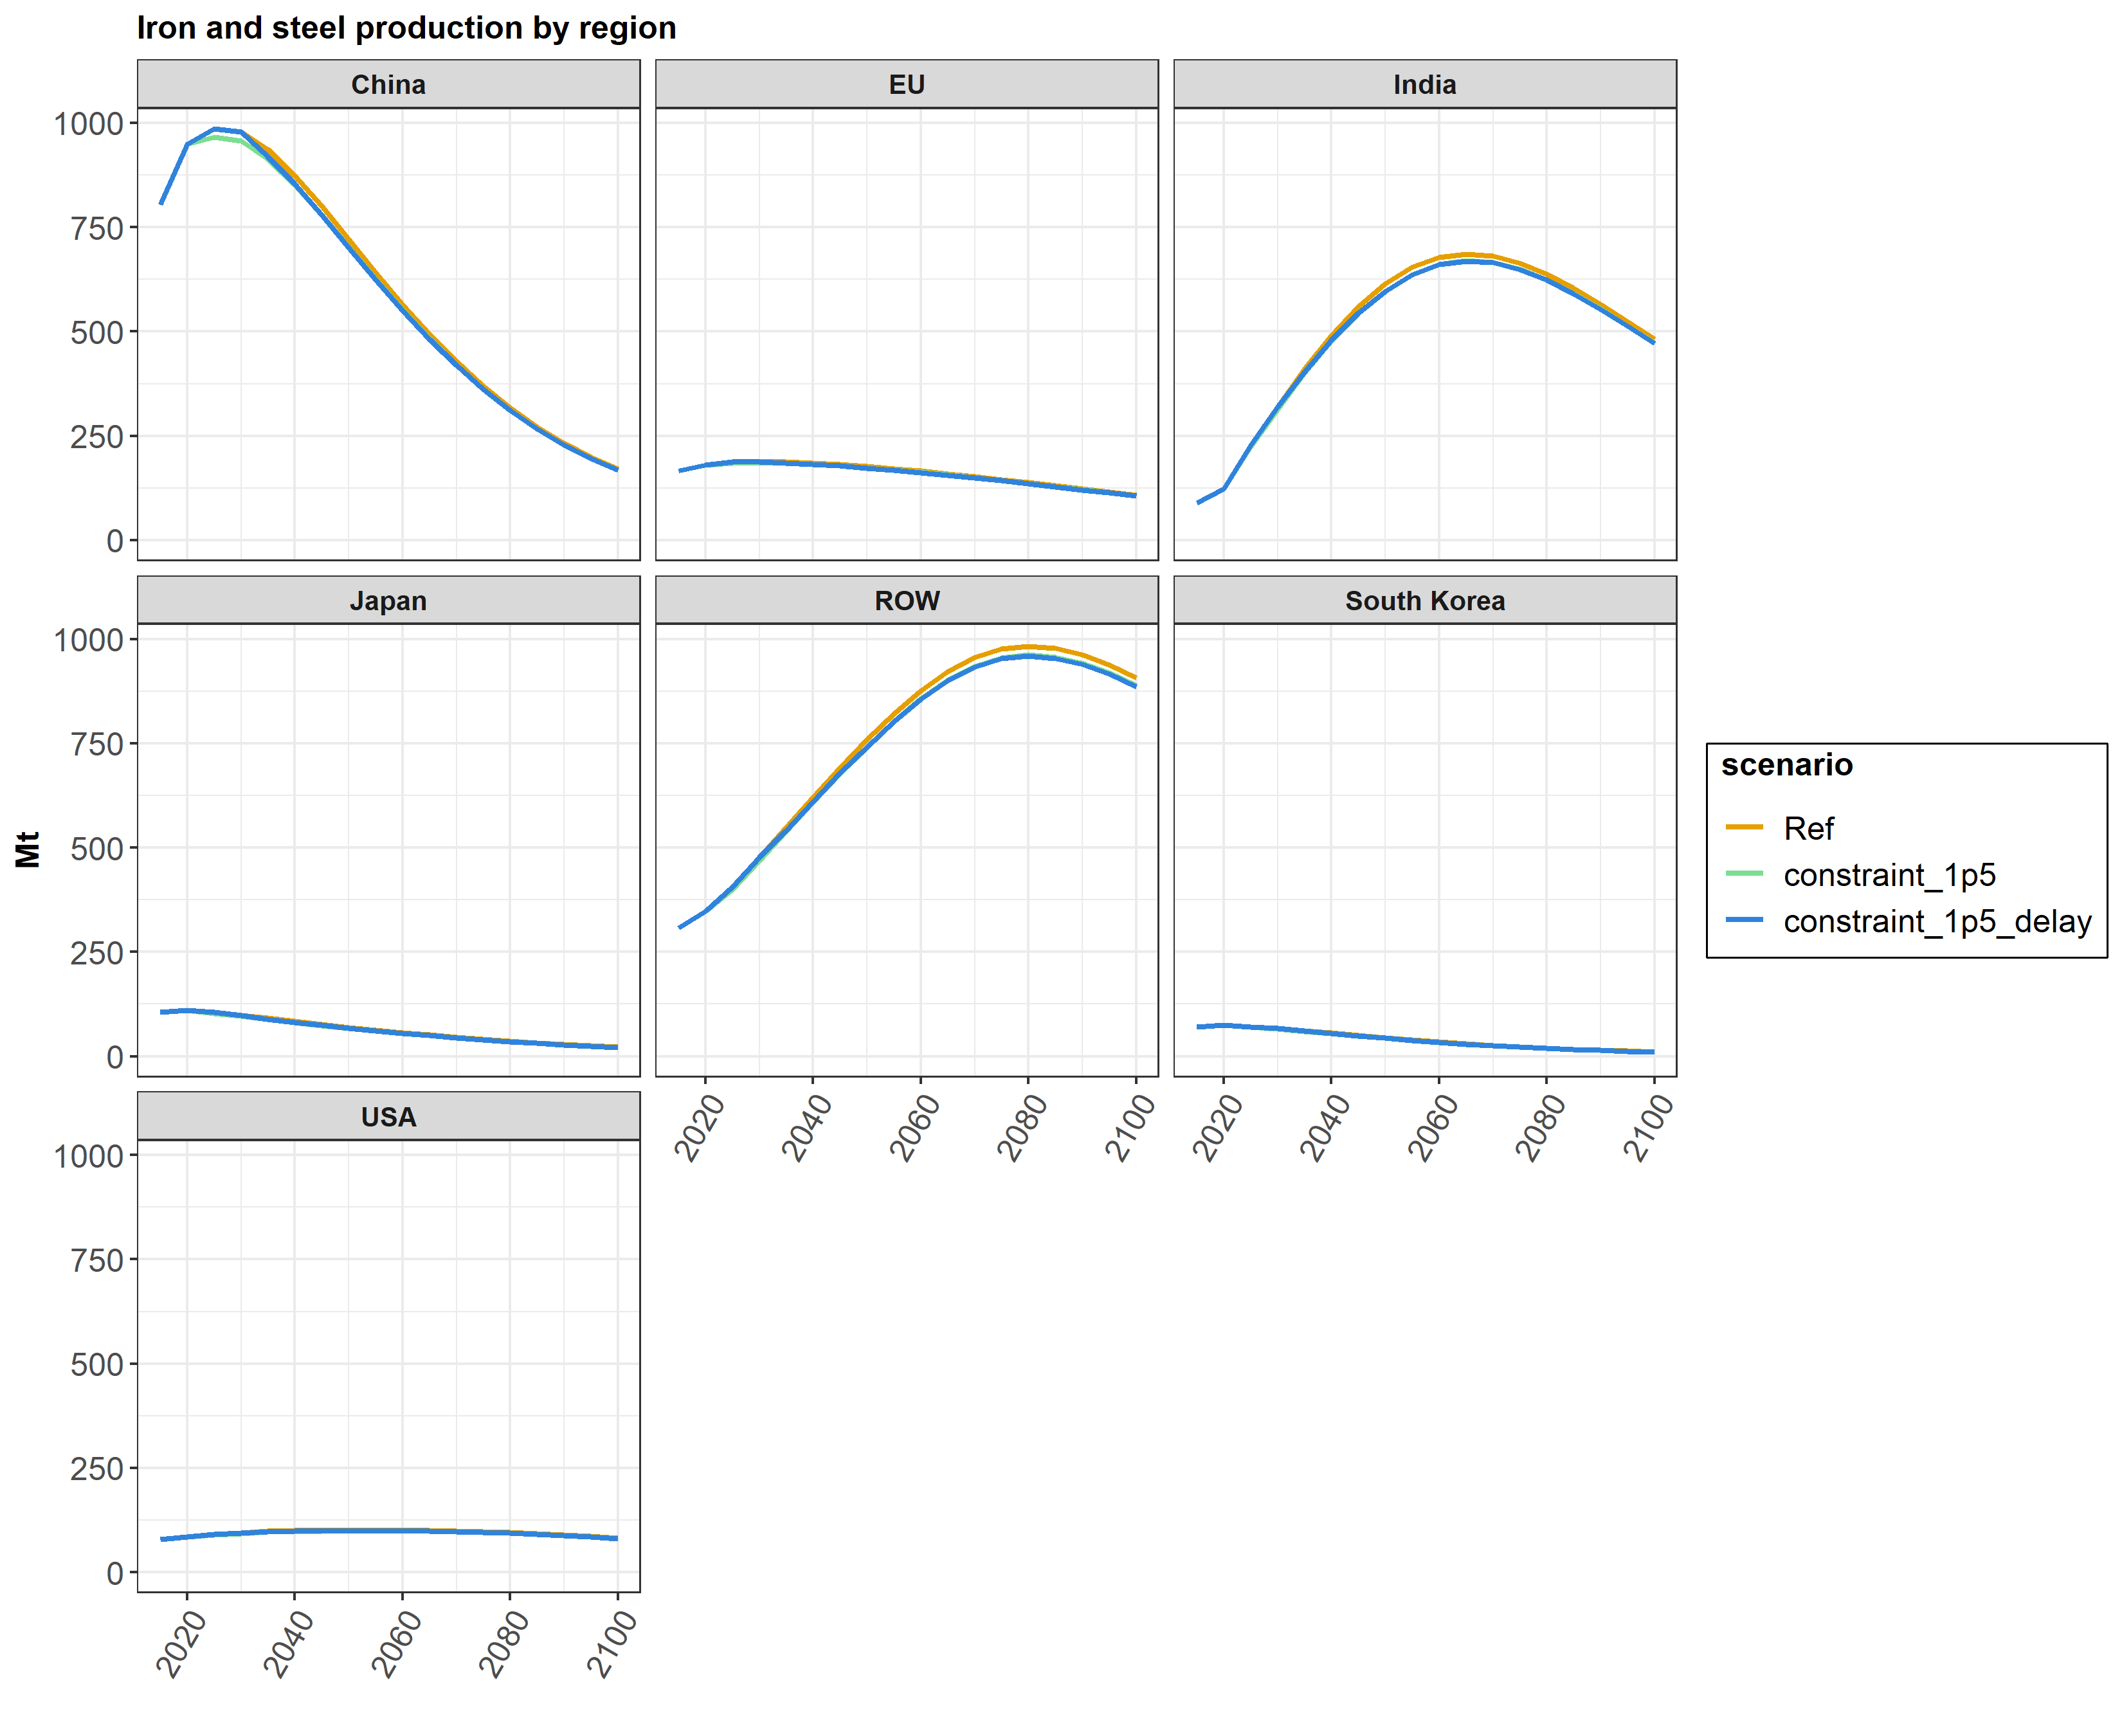 Iron and steel production by region
China
EU
India
1000
750
500
250
0
Japan
ROW
South Korea
1000
750
500
250
0
Mt
2020
2040
2060
2080
2100
2020
2040
2060
2080
2100
USA
1000
750
500
250
0
2020
2040
2060
2080
2100
scenario
Ref
constraint_1p5
constraint_1p5_delay